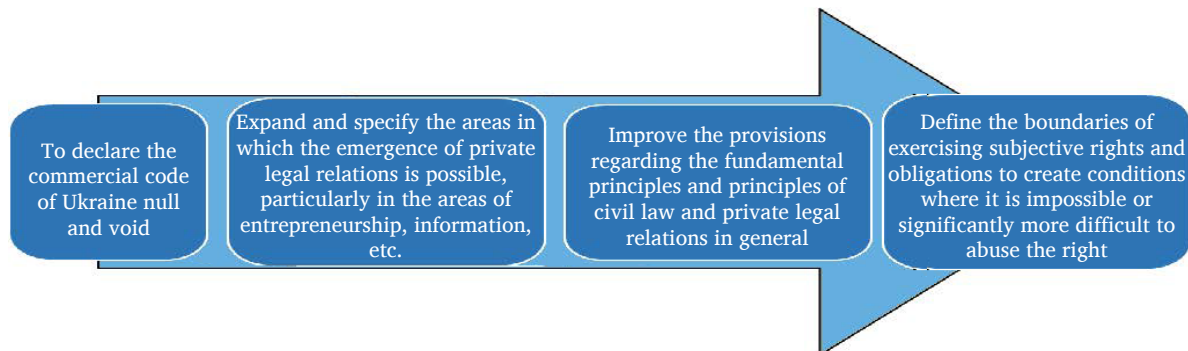 To declare the
commercial code
of Ukraine null
and void
Expand and specify the areas in
which the emergence of private
legal relations is possible,
particularly in the areas of
entrepreneurship, information,
etc.
Improve the provisions
regarding the fundamental
principles and principles of
civil law and private legal
relations in general
Define the boundaries of
exercising subjective rights and
obligations to create conditions
where it is impossible or
significantly more difficult to
abuse the right